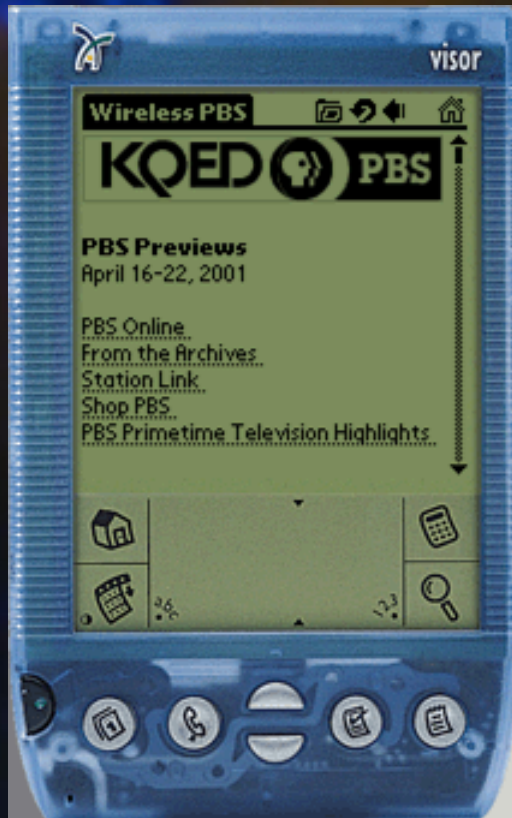 visor
Wireless PBS
KQED PBS
PBS Previews
April 16-22, 2001
PBS Online
From the Archives
Station Link
Shop PBS
PBS Primetime Television Highlights
abc
123